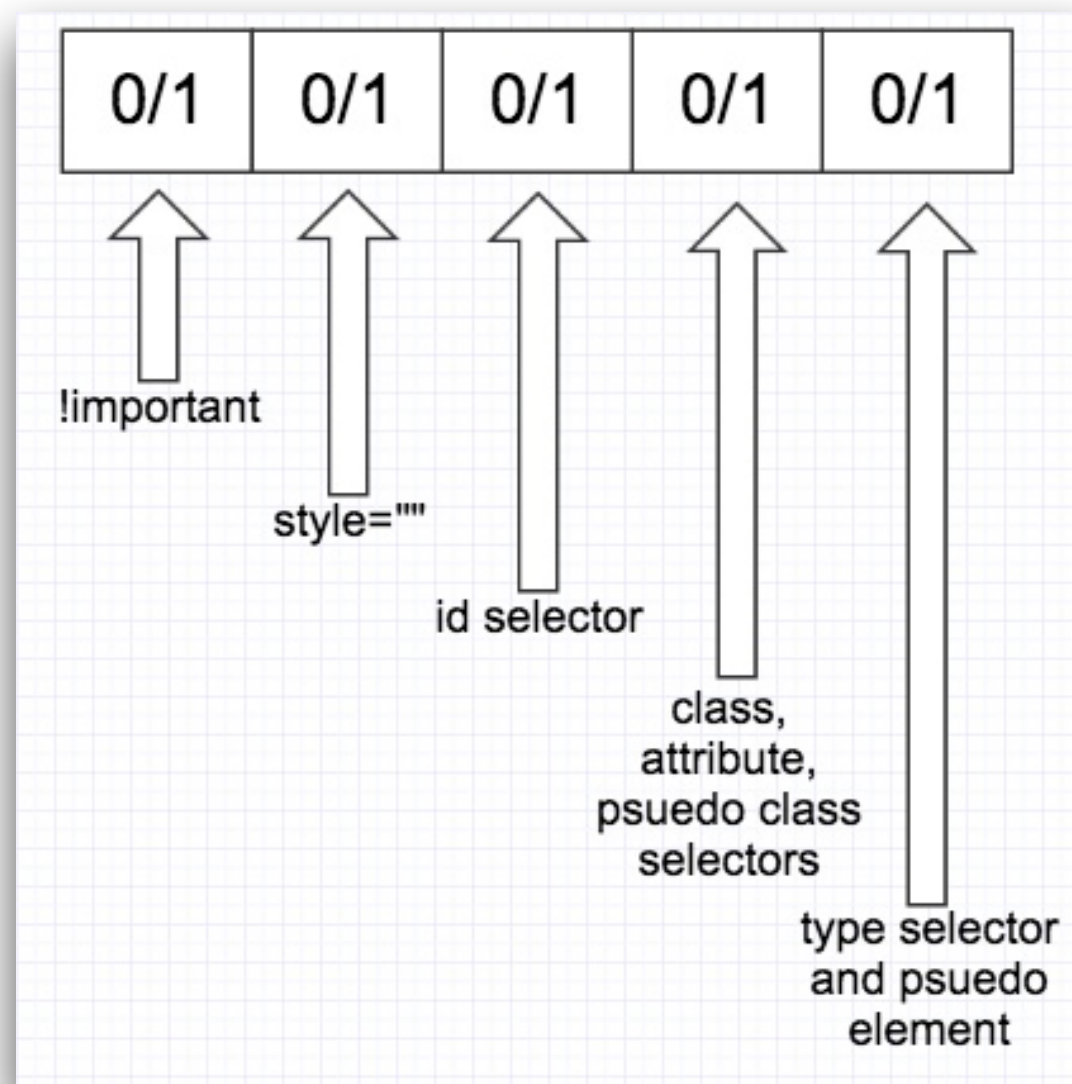 0/1 0/1 0/1 0/1 0/1
!important
style=""
id selector
class,
attribute,
psuedo class
selectors
type selector
and psuedo
element